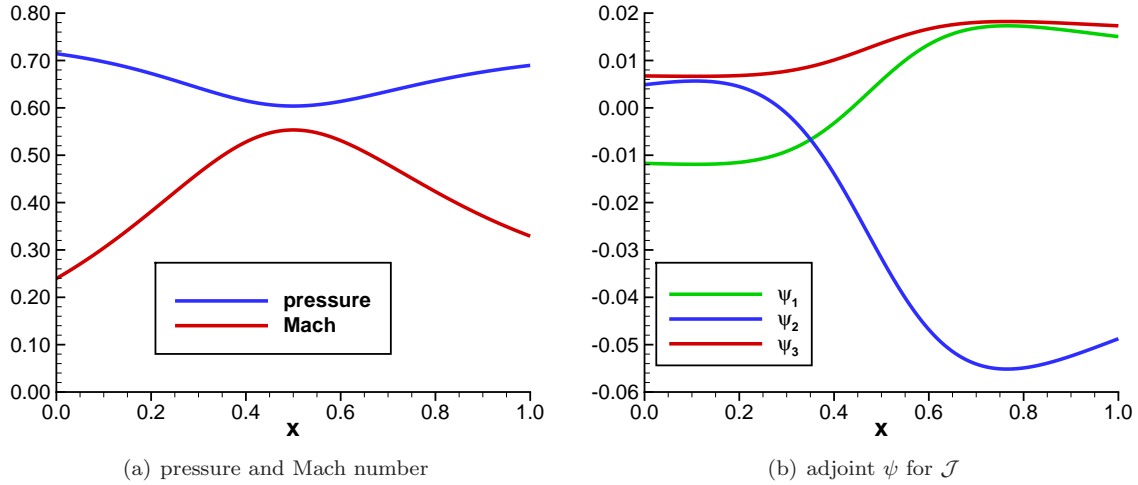 0.80
0.70
0.60
0.50
0.40
0.30
0.20
0.10
0.00
0.0 0.2 0.4 0.6 0.8 1.0
x
pressure
Mach
(a) pressure and Mach number
0.02
0.01
0.00
-0.01
-0.02
-0.03
-0.04
-0.05
-0.06
0.0 0.2 0.4 0.6 0.8 1.0
x
ψ₁
ψ₂
ψ₃
(b) adjoint ψ for 𝒥